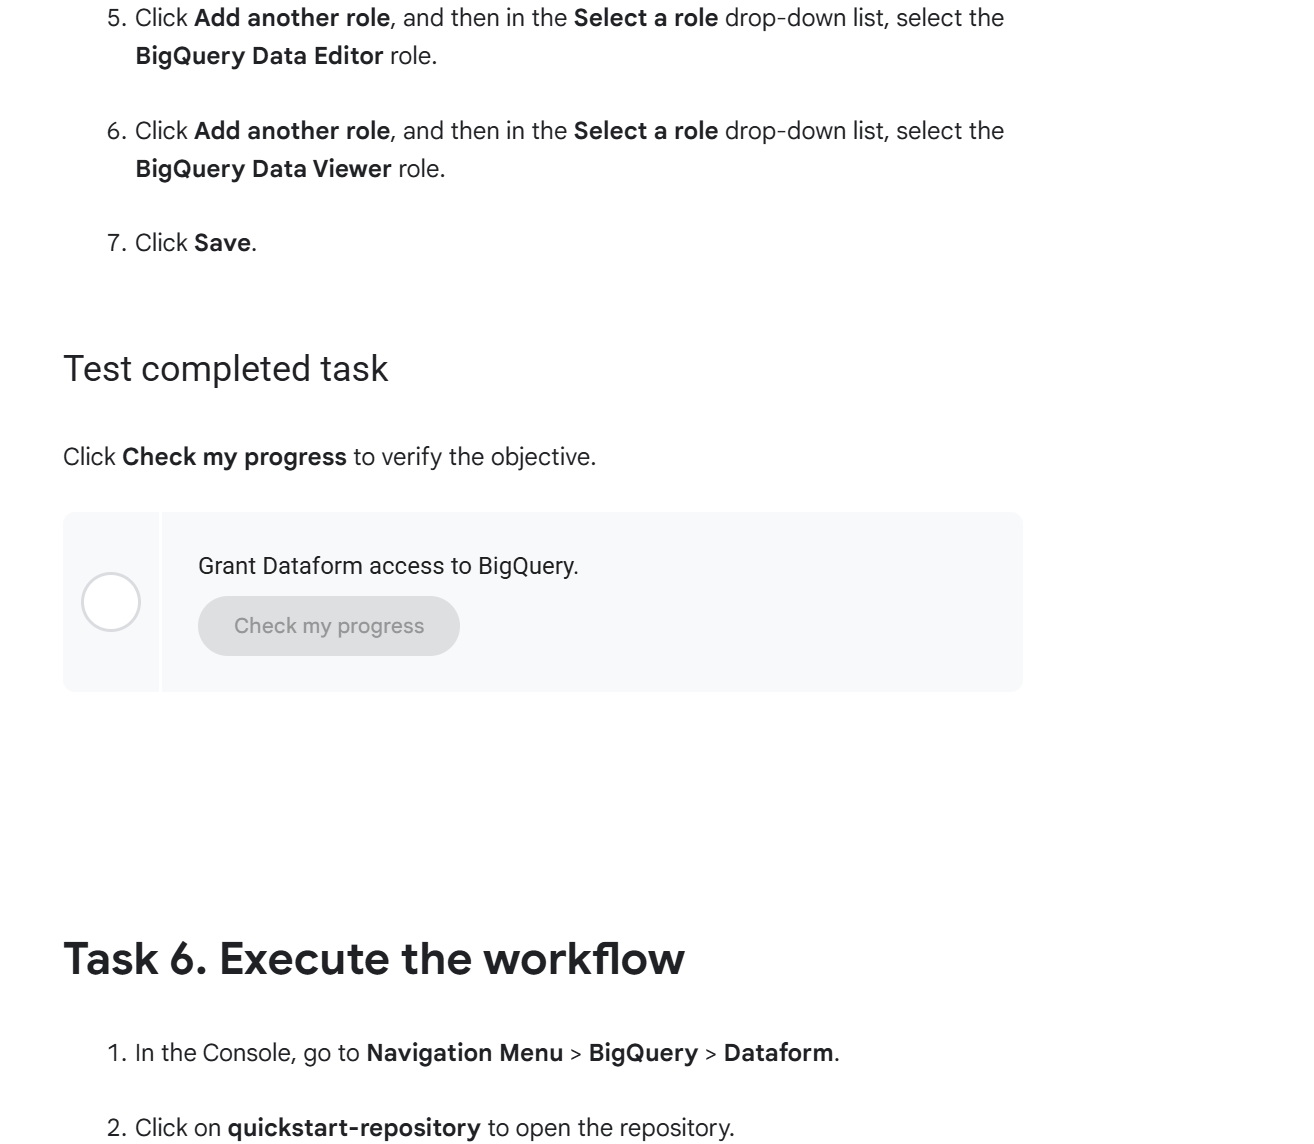 5. Click Add another role, and then in the Select a role drop-down list, select the
BigQuery Data Editor role.
6. Click Add another role, and then in the Select a role drop-down list, select the
BigQuery Data Viewer role.
7. Click Save.
Test completed task
Click Check my progress to verify the objective.
Grant Dataform access to BigQuery.
Check my progress
Task 6. Execute the workflow
1. In the Console, go to Navigation Menu > BigQuery > Dataform.
2. Click on quickstart-repository to open the repository.